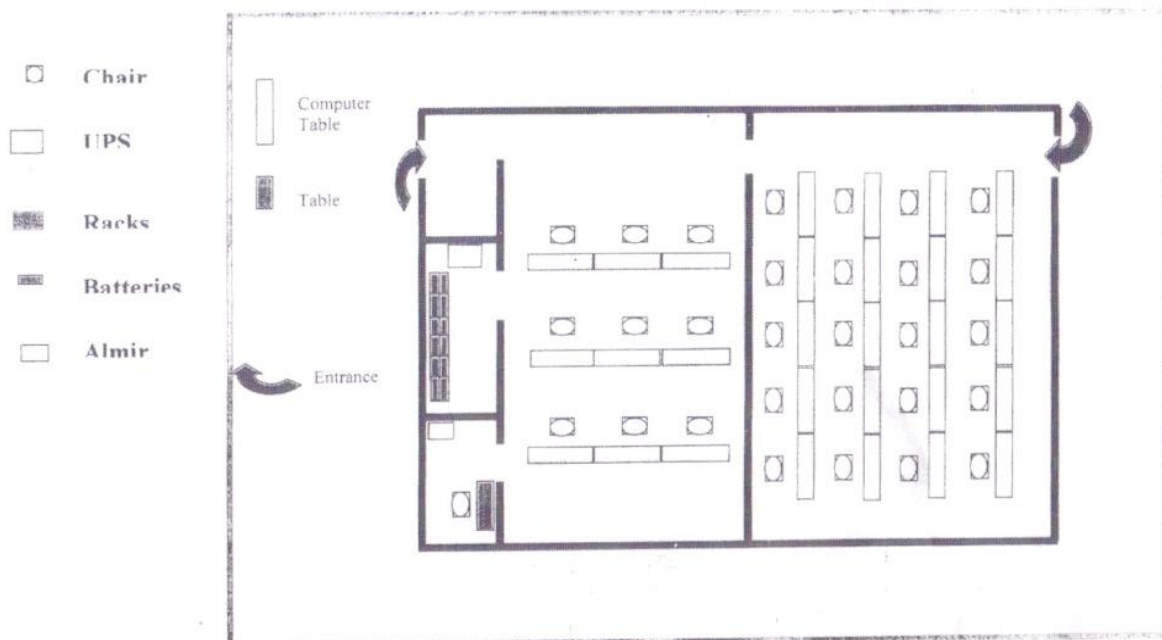 Chair
UPS
Racks
Batteries
Almir
Computer
Table
Table
Entrance